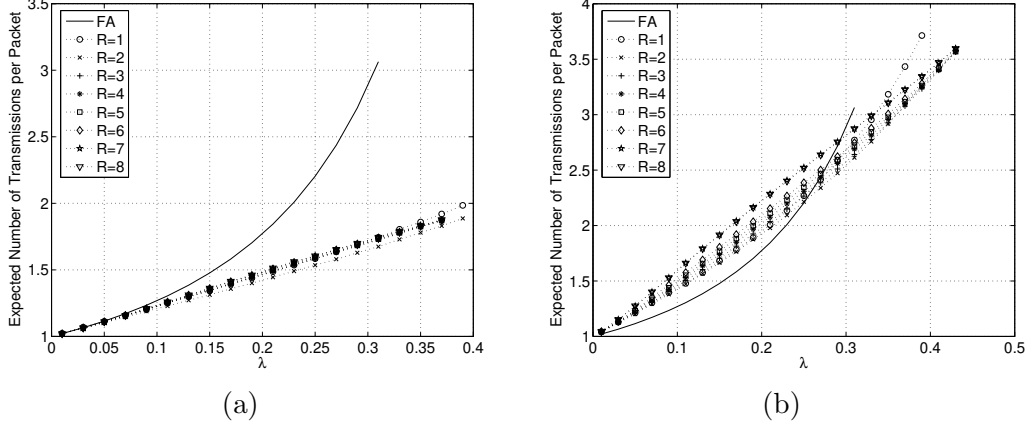 Expected Number of Transmissions per Packet
3.5
3
2.5
2
1.5
1
0
0.05
0.1
0.15
0.2
0.25
0.3
0.35
0.4
λ
FA
R=1
R=2
R=3
R=4
R=5
R=6
R=7
R=8
(a)
Expected Number of Transmissions per Packet
4
3.5
3
2.5
2
1.5
1
0
0.1
0.2
0.3
0.4
0.5
λ
FA
R=1
R=2
R=3
R=4
R=5
R=6
R=7
R=8
(b)